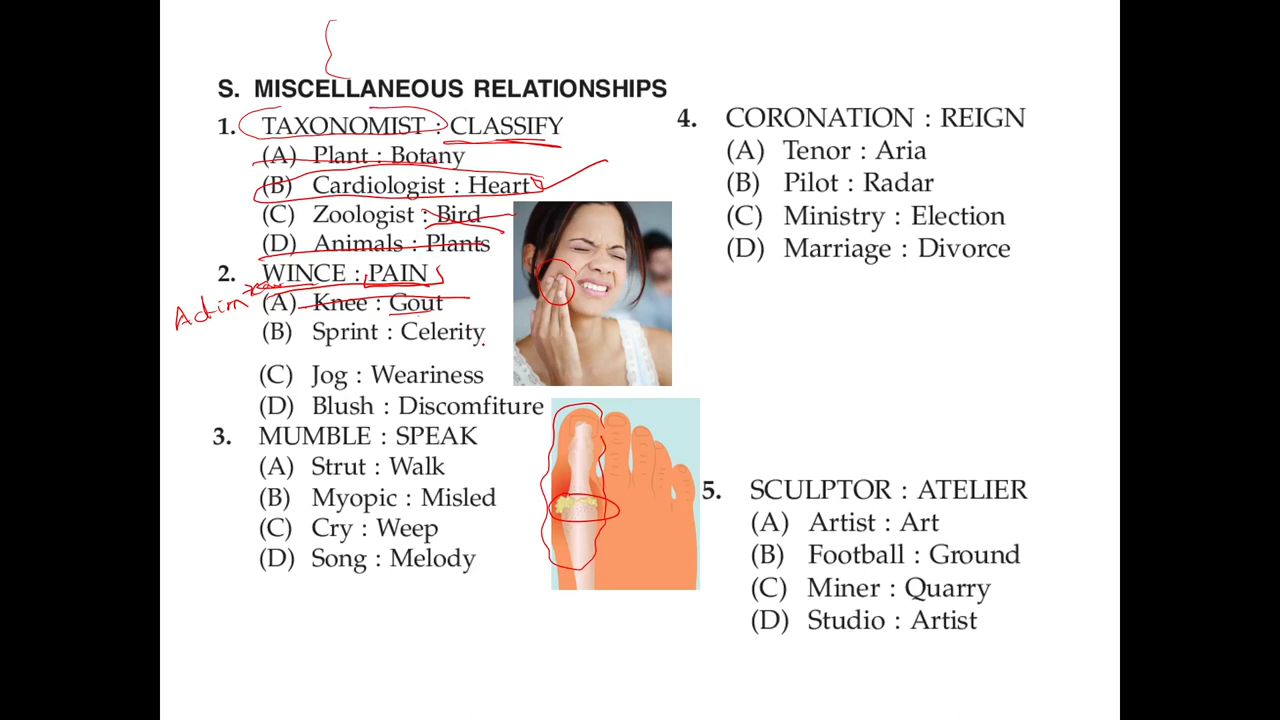 S. MISCELLANEOUS RELATIONSHIPS
1. TAXONOMIST : CLASSIFY
(A) Plant : Botany
(B) Cardiologist : Heart
(C) Zoologist : Bird
(D) Animals : Plants
2. WINCE : PAIN
Action
(A) Knee : Gout
(B) Sprint : Celerity
(C) Jog : Weariness
(D) Blush : Discomfiture
3. MUMBLE : SPEAK
(A) Strut : Walk
(B) Myopic : Misled
(C) Cry : Weep
(D) Song : Melody
4. CORONATION : REIGN
(A) Tenor : Aria
(B) Pilot : Radar
(C) Ministry : Election
(D) Marriage : Divorce
5. SCULPTOR : ATELIER
(A) Artist : Art
(B) Football : Ground
(C) Miner : Quarry
(D) Studio : Artist